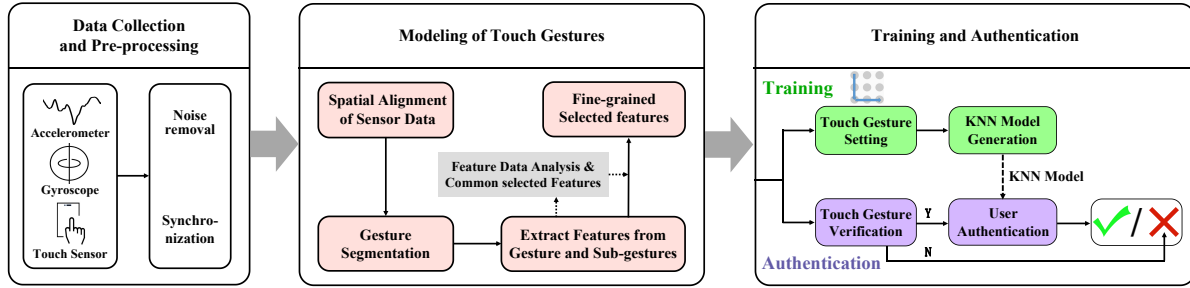 Data Collection
and Pre-processing
Accelerometer
Gyroscope
Touch Sensor
Noise
removal
Synchro-
nization
Modeling of Touch Gestures
Spatial Alignment
of Sensor Data
Fine-grained
Selected features
Feature Data Analysis &
Common selected Features
Gesture
Segmentation
Extract Features from
Gesture and Sub-gestures
Training and Authentication
Training
Touch Gesture
Setting
KNN Model
Generation
KNN Model
Touch Gesture
Verification
Y
User
Authentication
/
N
Authentication